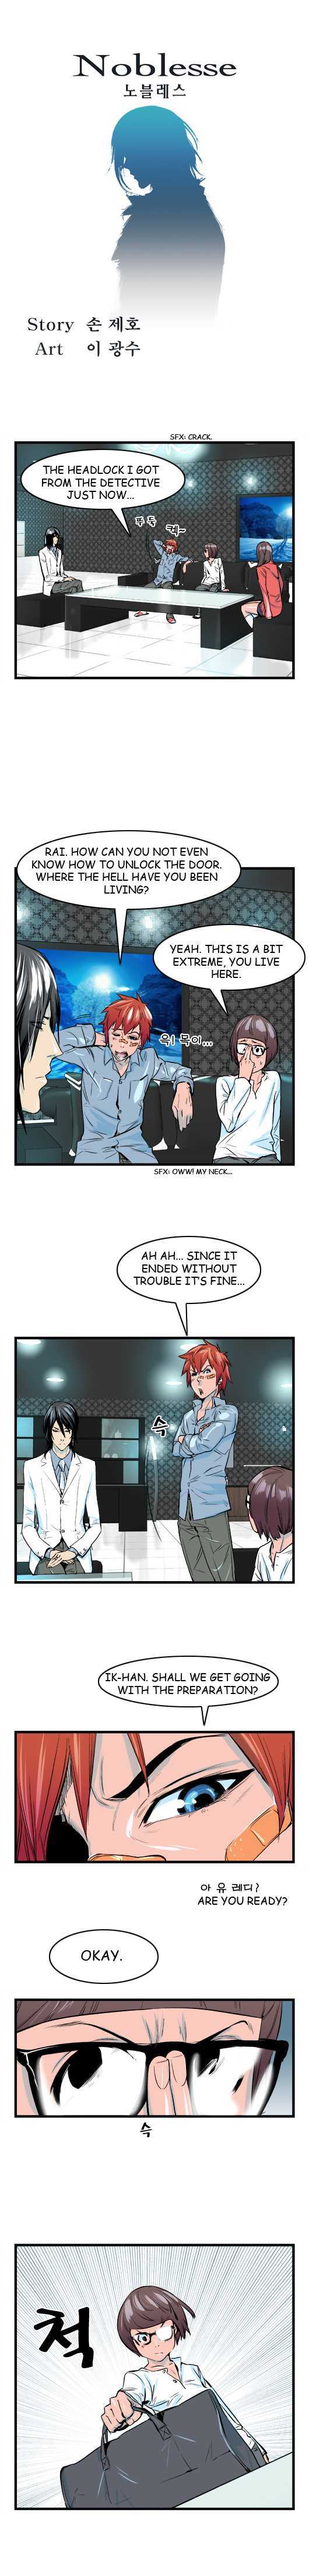 Noblesse
노블레스
Story 손 제호
Art 이 광수
SFX: CRACK.
THE HEADLOCK I GOT
FROM THE DETECTIVE
JUST NOW...
뚜둑
켁~
RAI. HOW CAN YOU NOT EVEN
KNOW HOW TO UNLOCK THE DOOR.
WHERE THE HELL HAVE YOU BEEN
LIVING?
YEAH. THIS IS A BIT
EXTREME, YOU LIVE
HERE.
윽! 목이...
SFX: OWW! MY NECK...
AH AH... SINCE IT
ENDED WITHOUT
TROUBLE IT'S FINE...
슥
IK-HAN. SHALL WE GET GOING
WITH THE PREPARATION?
아 유 레디?
ARE YOU READY?
OKAY.
슥
척